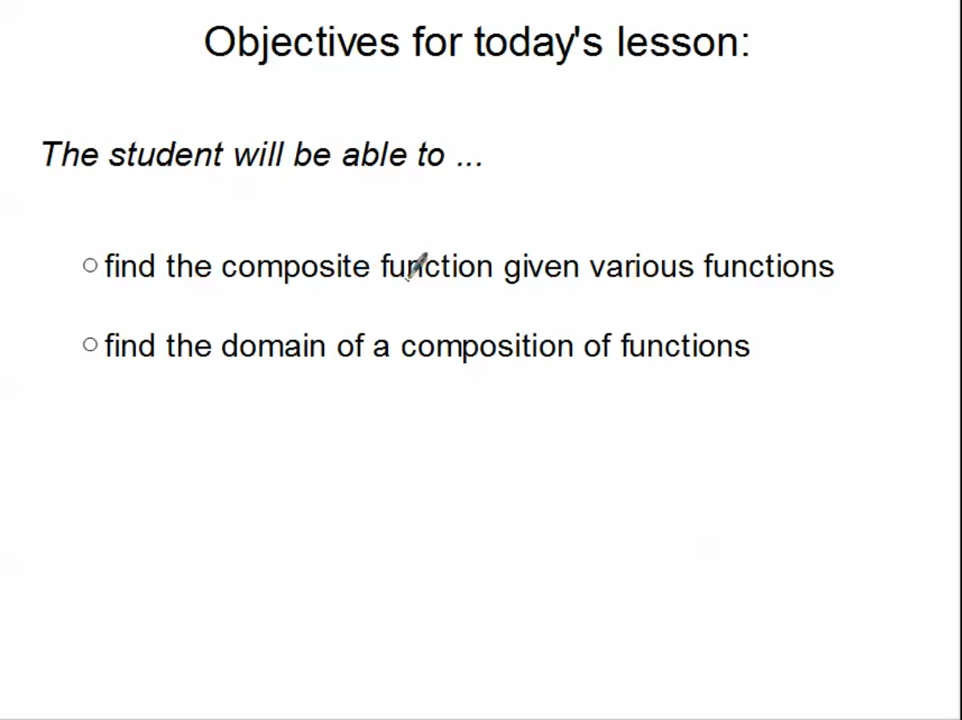 Objectives for today's lesson:
The student will be able to ...
find the composite function given various functions
find the domain of a composition of functions